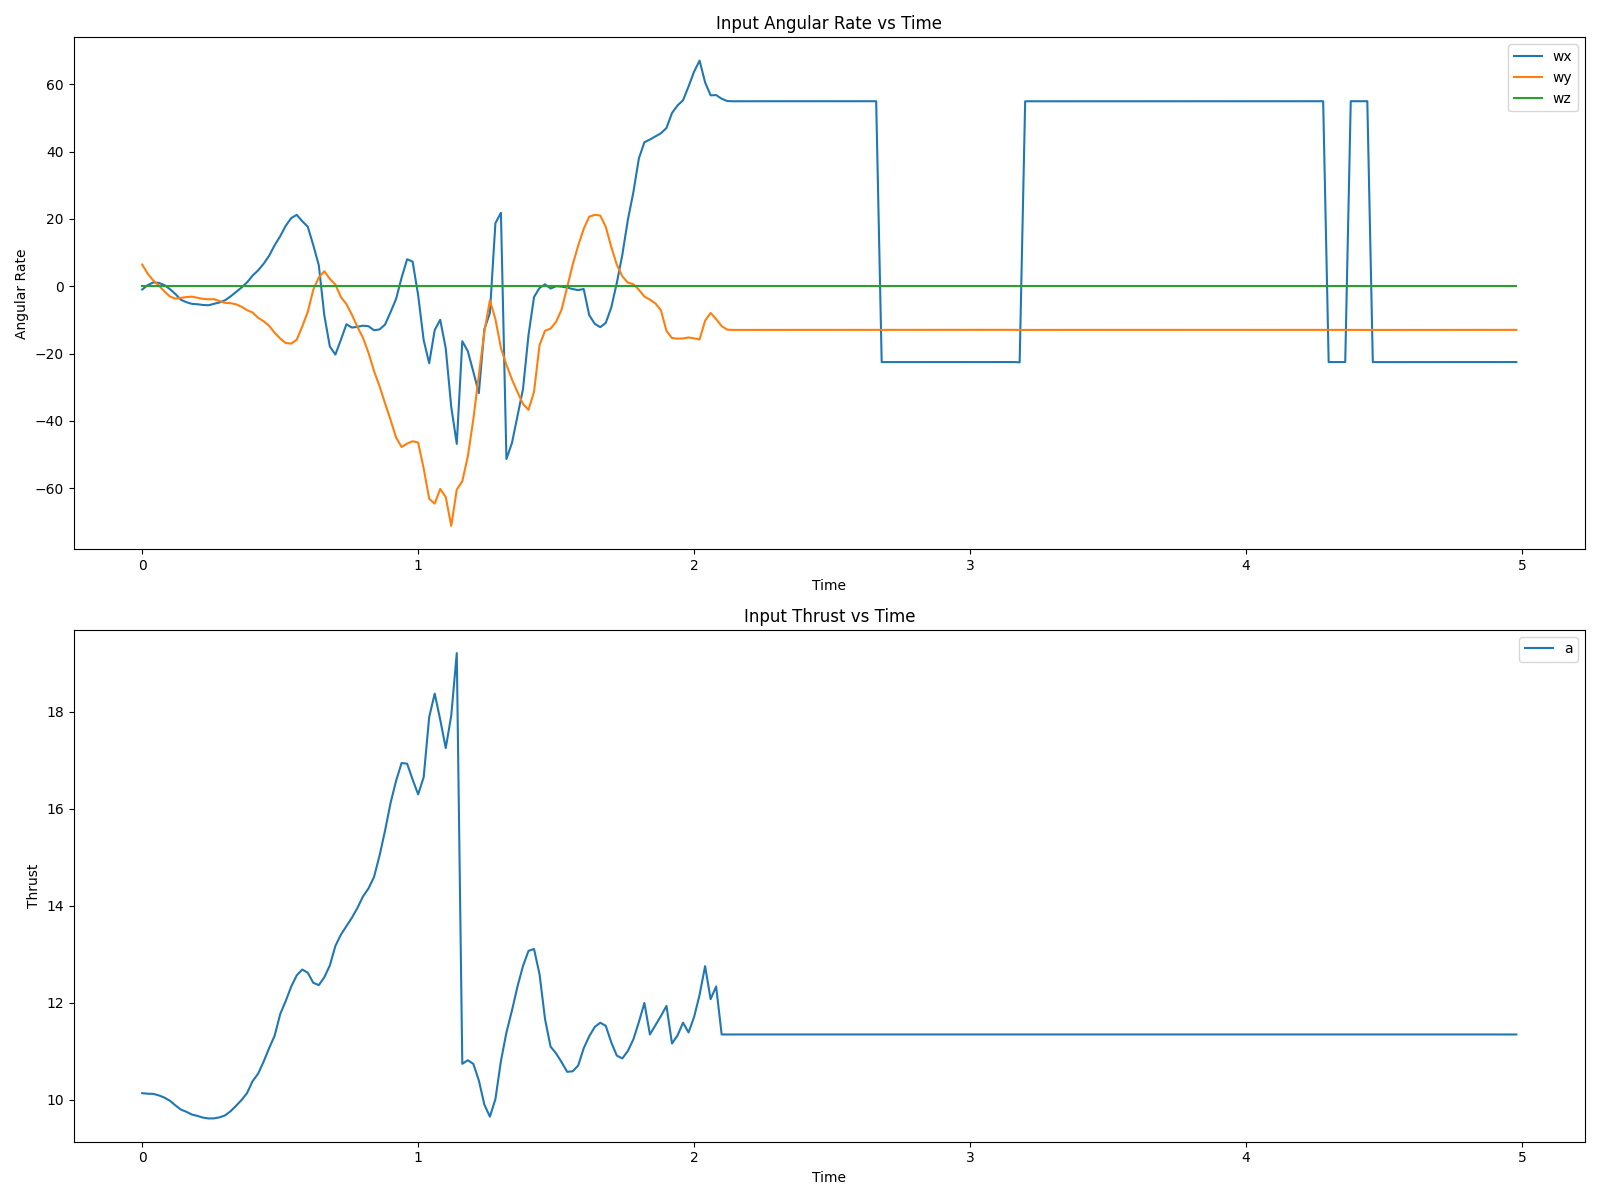 Input Angular Rate vs Time
wx
wy
wz
60
40
20
0
−20
−40
−60
Angular Rate
0 1 2 3 4 5
Time
Input Thrust vs Time
a
18
16
14
12
10
Thrust
0 1 2 3 4 5
Time